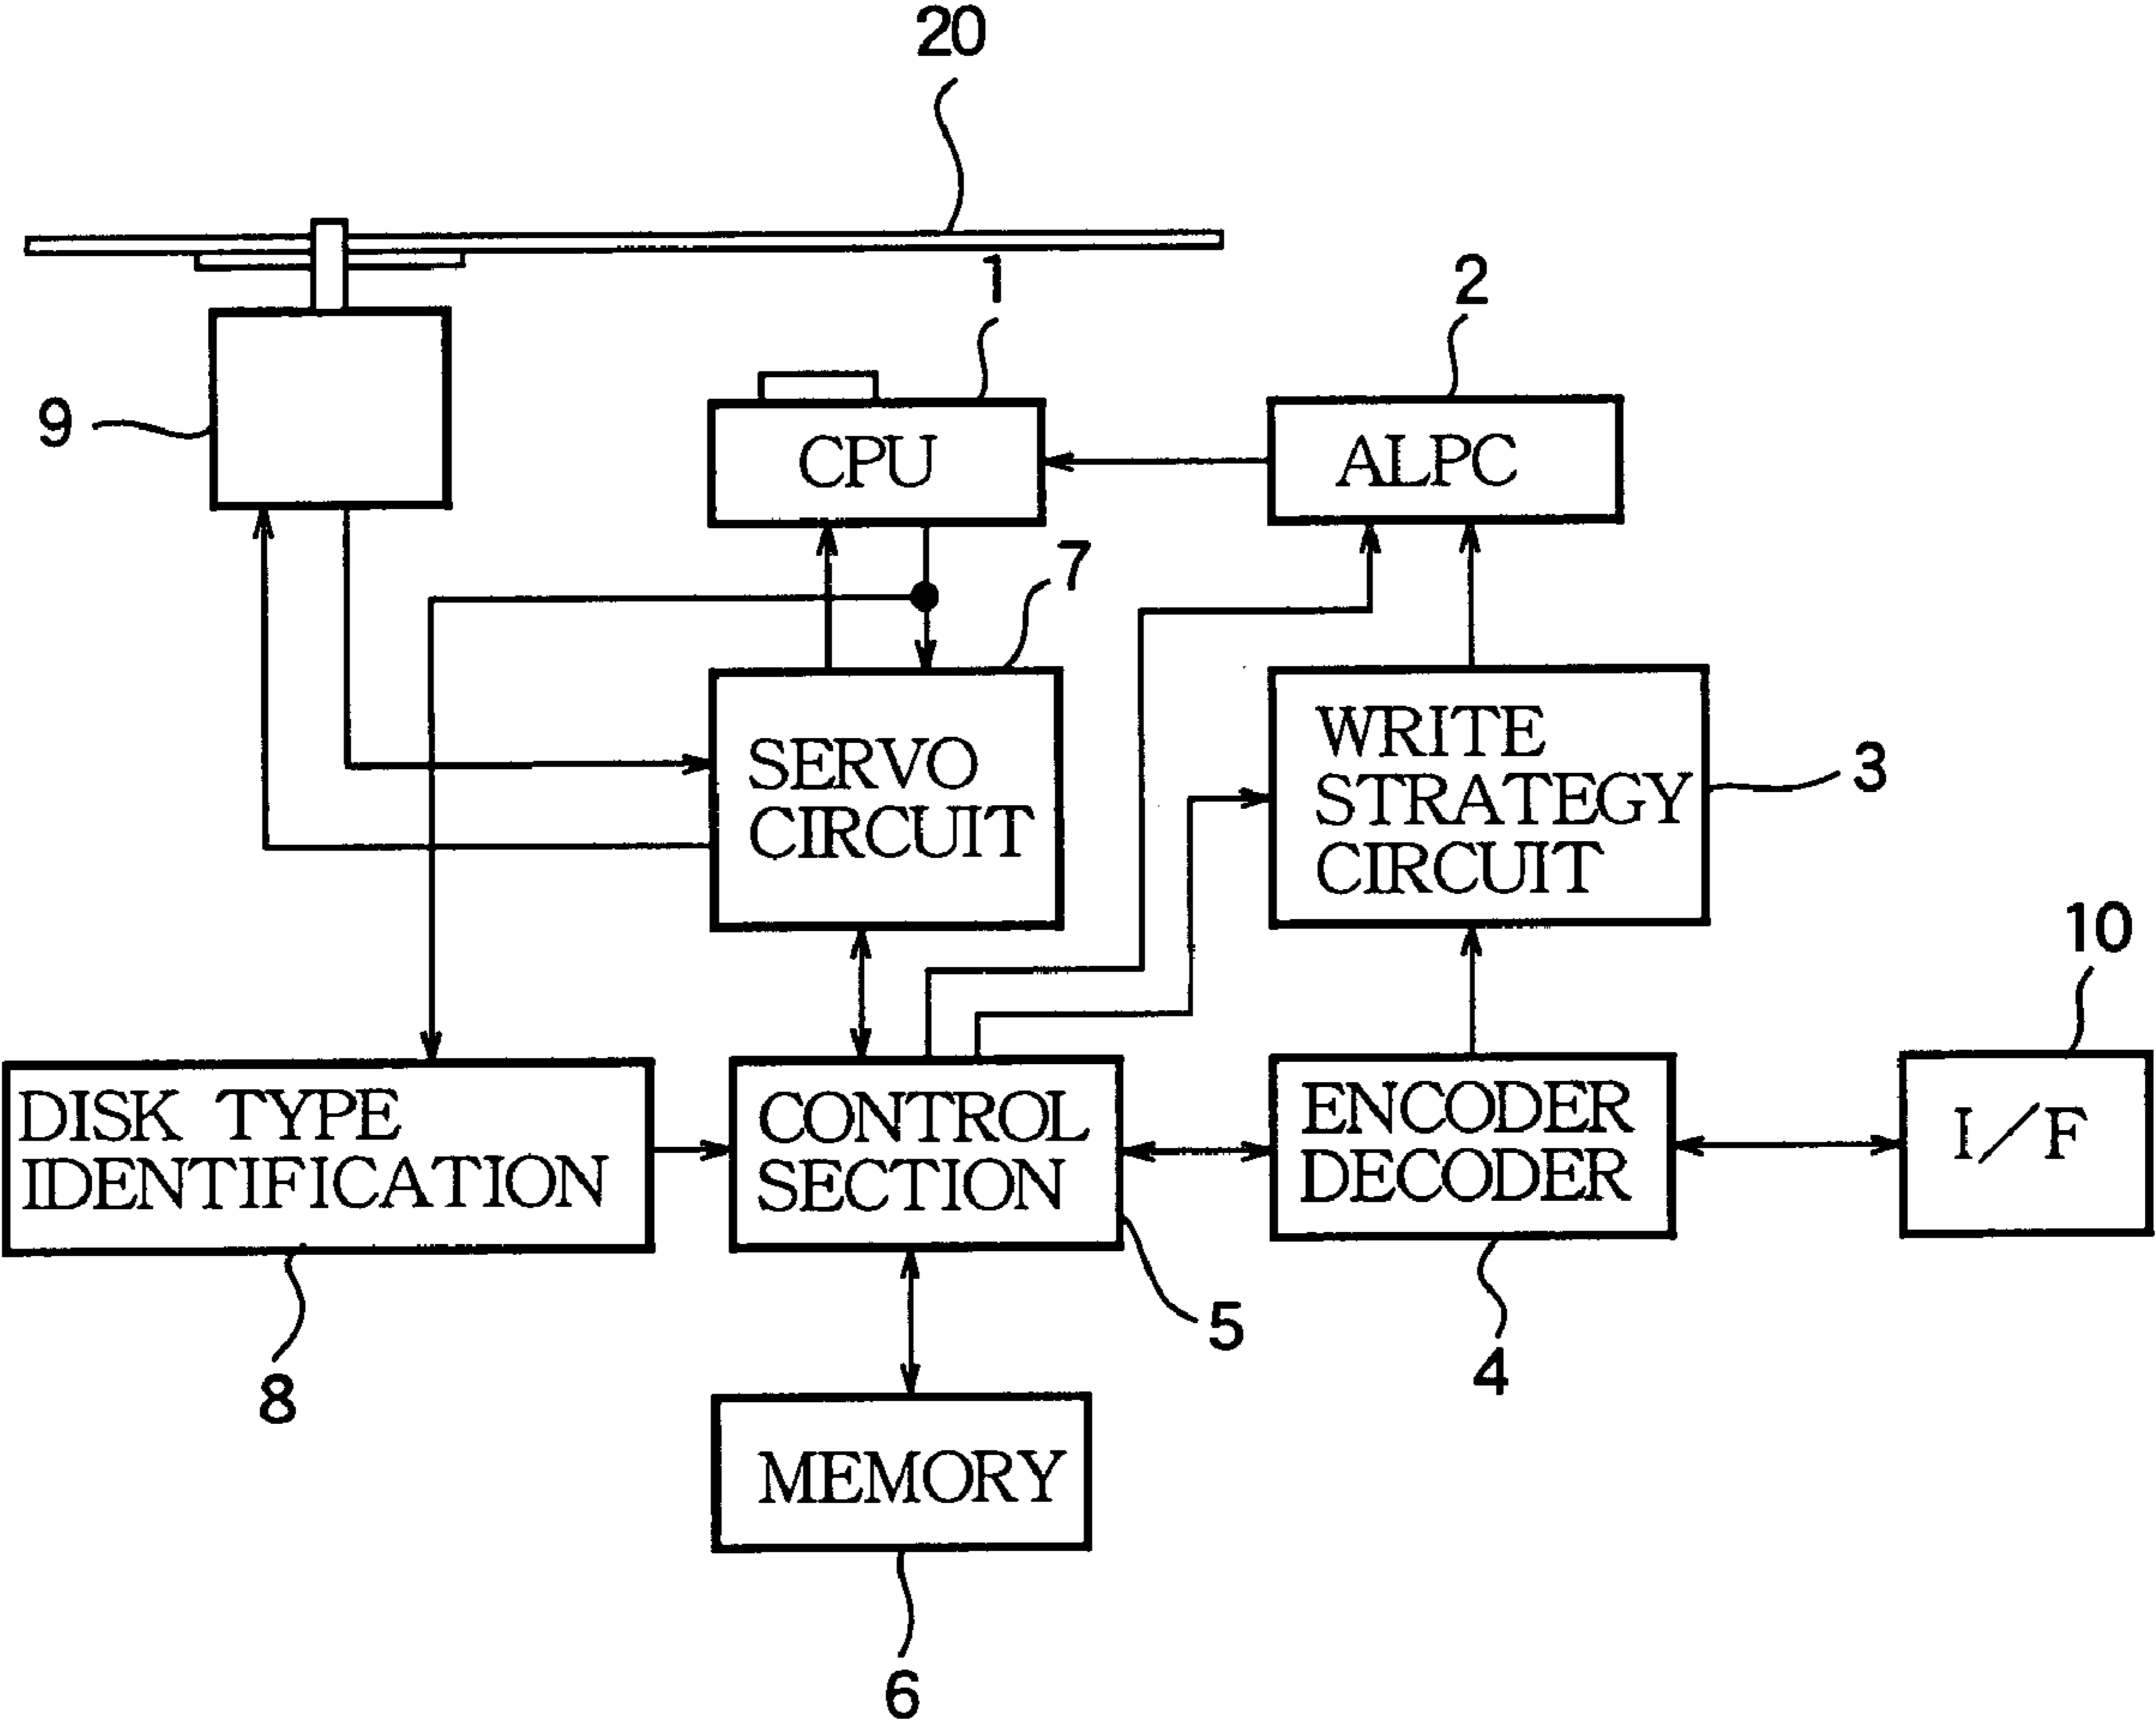 20
1
2
9
CPU
ALPC
7
SERVO
CIRCUIT
WRITE
STRATEGY
CIRCUIT
3
10
DISK TYPE
IDENTIFICATION
CONTROL
SECTION
ENCODER
DECODER
I/F
8
5
4
MEMORY
6